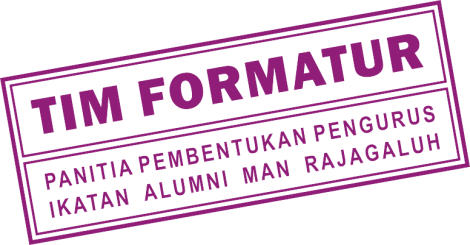 TIM FORMATUR
PANITIA PEMBENTUKAN PENGURUS
IKATAN ALUMNI MAN RAJAGALUH